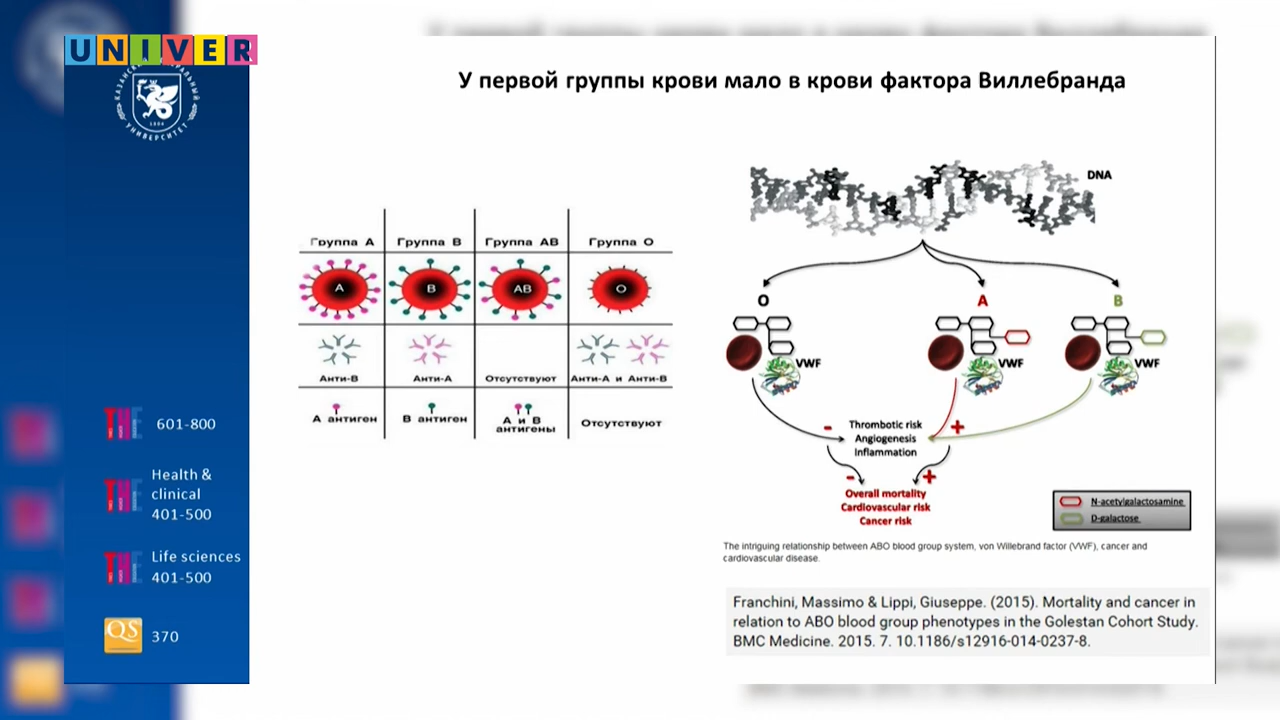 UNIVER
КАЗАНСКИЙ ФЕДЕРАЛЬНЫЙ
1804
УНИВЕРСИТЕТ
601-800
Health &
clinical
401-500
Life sciences
401-500
QS
370
У первой группы крови мало в крови фактора Виллебранда
Группа A
Группа B
Группа AB
Группа O
A
B
AB
O
Анти-B
Анти-A
Отсутствуют
Анти-A и Анти-B
A антиген
B антиген
A и B
антигены
Отсутствуют
DNA
O
A
B
VWF
VWF
VWF
-
Thrombotic risk
+
Angiogenesis
Inflammation
-
+
Overall mortality
Cardiovascular risk
Cancer risk
N-acetylgalactosamine
D-galactose
The intriguing relationship between ABO blood group system, von Willebrand factor (VWF), cancer and
cardiovascular disease.
Franchini, Massimo & Lippi, Giuseppe. (2015). Mortality and cancer in
relation to ABO blood group phenotypes in the Golestan Cohort Study.
BMC Medicine. 2015. 7. 10.1186/s12916-014-0237-8.